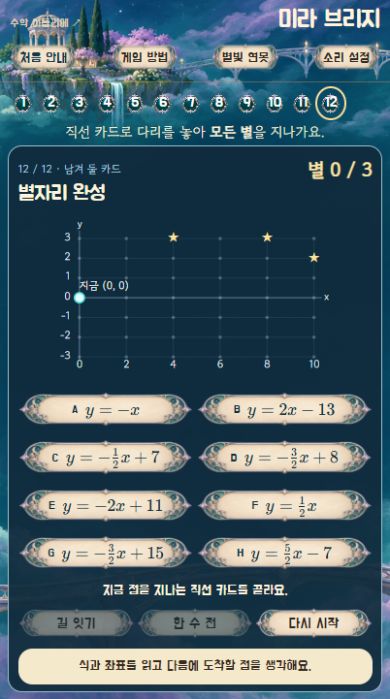 수학 아틀리에 ↗
미라 브리지
처음 안내 게임 방법 별빛 연못 소리 설정
1 2 3 4 5 6 7 8 9 10 11 12
직선 카드로 다리를 놓아 모든 별을 지나가요.
12 / 12 · 남겨 둘 카드
별 0 / 3
별자리 완성
y
3
2
1
0
-1
-2
-3
지금 (0, 0)
x
0 2 4 6 8 10
A y = -x
B y = 2x - 13
C y = -1/2x + 7
D y = -3/2x + 8
E y = -2x + 11
F y = 1/2x
G y = -3/2x + 15
H y = 5/2x - 7
지금 점을 지나는 직선 카드를 골라요.
길 잇기 한 수 전 다시 시작
식과 좌표를 읽고 다음에 도착할 점을 생각해요.